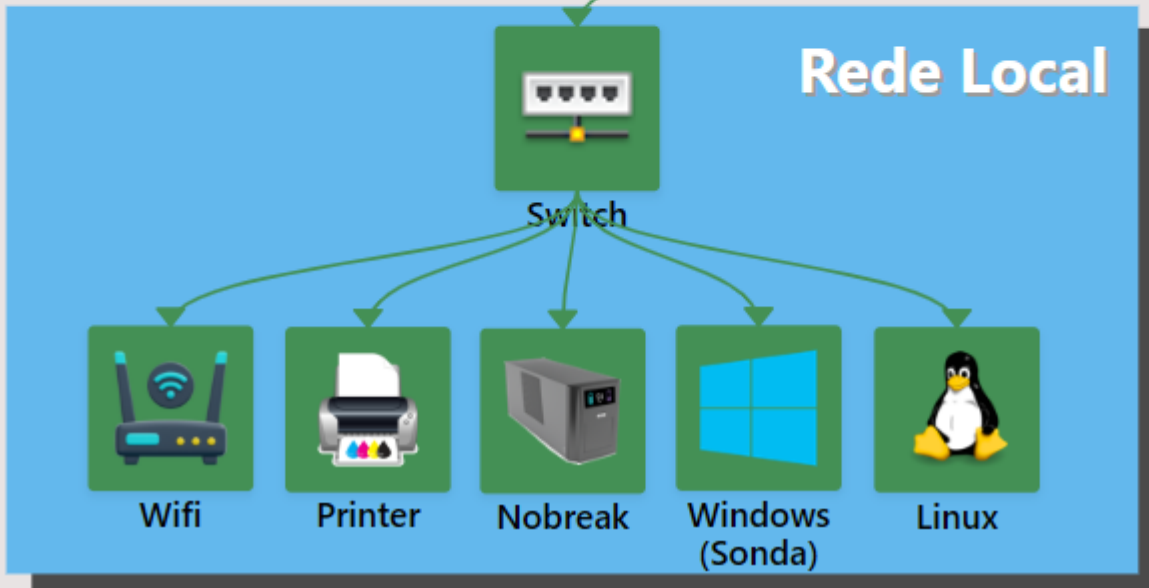 Rede Local
Switch
Wifi
Printer
Nobreak
Windows
(Sonda)
Linux